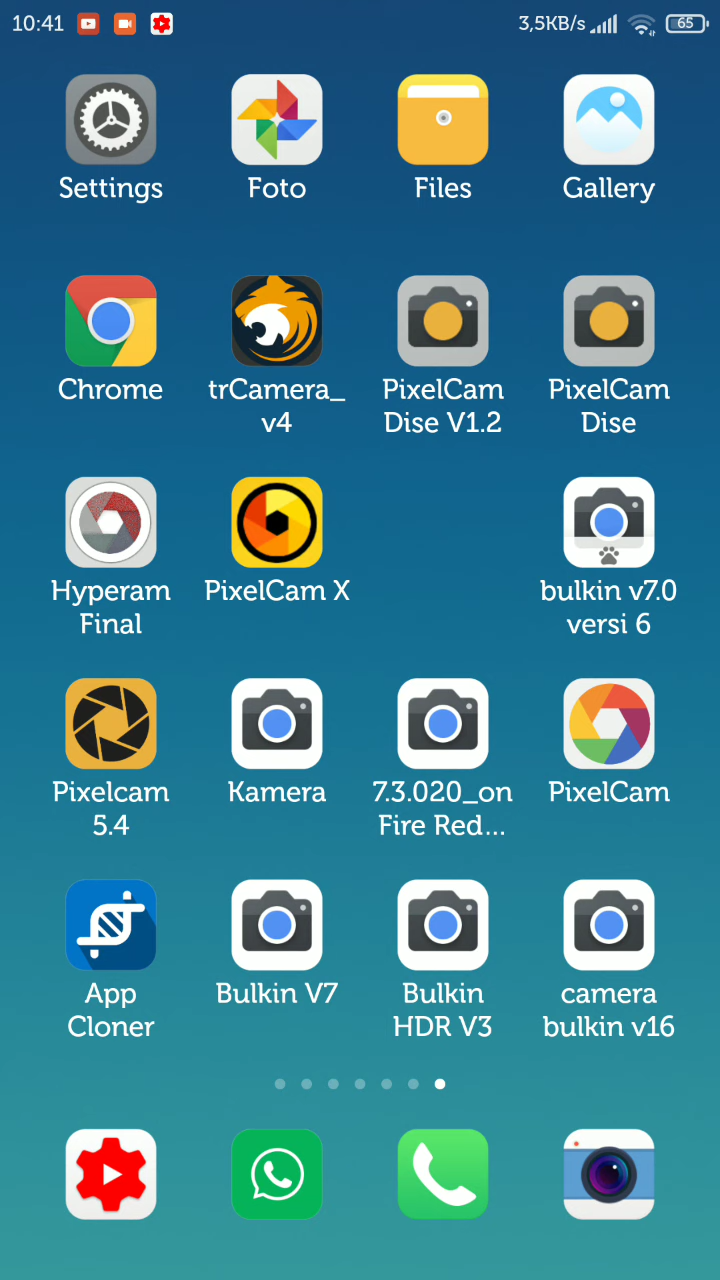 10:41 3,5KB/s 65
Settings Foto Files Gallery
Chrome trCamera_ PixelCam PixelCam
v4 Dise V1.2 Dise
Hyperam PixelCam X bulkin v7.0
Final versi 6
Pixelcam Kamera 7.3.020_on PixelCam
5.4 Fire Red...
App Bulkin V7 Bulkin camera
Cloner HDR V3 bulkin v16